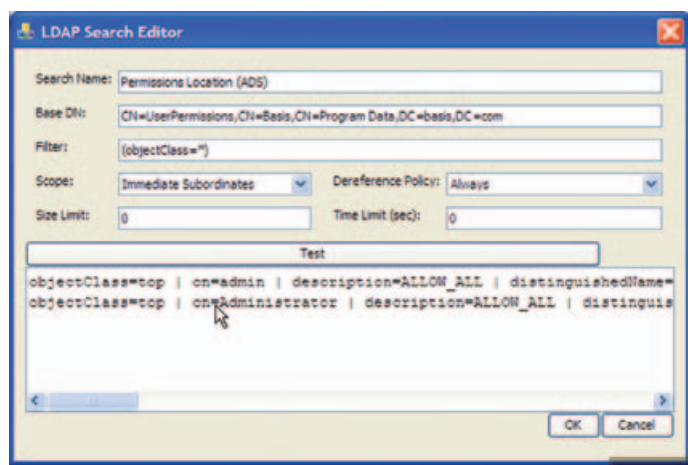 LDAP Search Editor
Search Name: Permissions Location (ADS)
Base DN: CN=UserPermissions,CN=Basis,CN=Program Data,DC=basis,DC=com
Filter: (objectClass=*)
Scope: Immediate Subordinates Dereference Policy: Always
Size Limit: 0 Time Limit (sec): 0
Test
objectClass=top | cn=admin | description=ALLOW_ALL | distinguishedName=
objectClass=top | cn=Administrator | description=ALLOW_ALL | distinguis
OK Cancel